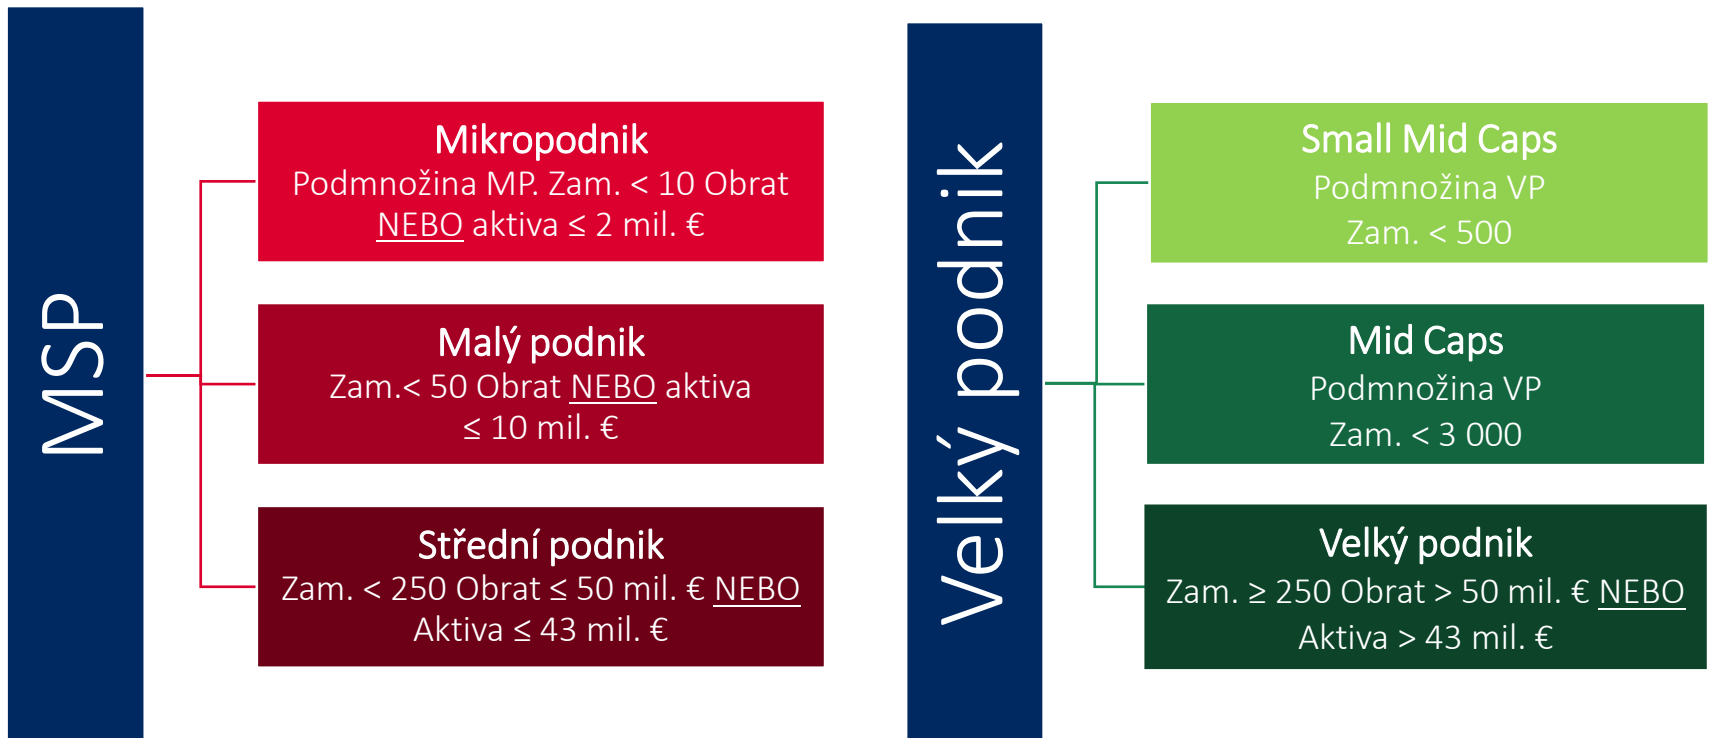 MSP
Mikropodnik
Podmnožina MP. Zam. < 10 Obrat
NEBO aktiva ≤ 2 mil. €
Malý podnik
Zam.< 50 Obrat NEBO aktiva
≤ 10 mil. €
Střední podnik
Zam. < 250 Obrat ≤ 50 mil. € NEBO
Aktiva ≤ 43 mil. €
Velký podnik
Small Mid Caps
Podmnožina VP
Zam. < 500
Mid Caps
Podmnožina VP
Zam. < 3 000
Velký podnik
Zam. ≥ 250 Obrat > 50 mil. € NEBO
Aktiva > 43 mil. €